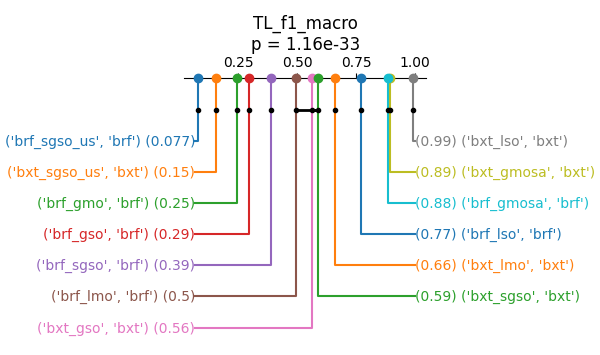 TL_f1_macro
p = 1.16e-33
0.25 0.50 0.75 1.00
('brf_sgso_us', 'brf') (0.077) (0.99) ('bxt_lso', 'bxt')
('bxt_sgso_us', 'bxt') (0.15) (0.89) ('bxt_gmosa', 'bxt')
('brf_gmo', 'brf') (0.25) (0.88) ('brf_gmosa', 'brf')
('brf_gso', 'brf') (0.29) (0.77) ('brf_lso', 'brf')
('brf_sgso', 'brf') (0.39) (0.66) ('bxt_lmo', 'bxt')
('brf_lmo', 'brf') (0.5) (0.59) ('bxt_sgso', 'bxt')
('bxt_gso', 'bxt') (0.56)